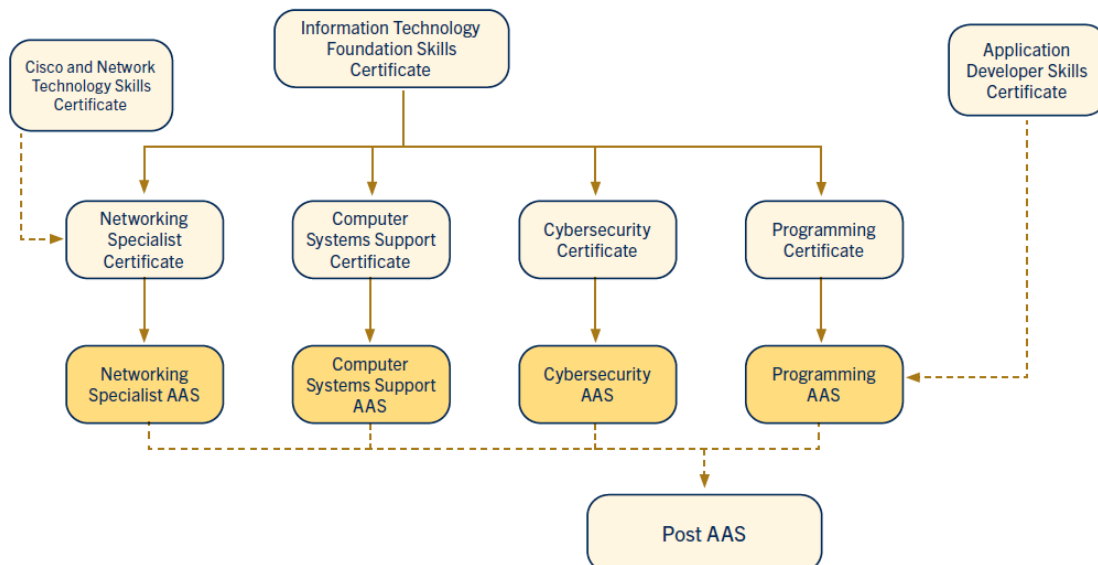 Information Technology
Foundation Skills
Certificate
Cisco and Network
Technology Skills
Certificate
Application
Developer Skills
Certificate
Networking
Specialist
Certificate
Computer
Systems Support
Certificate
Cybersecurity
Certificate
Programming
Certificate
Networking
Specialist AAS
Computer
Systems Support
AAS
Cybersecurity
AAS
Programming
AAS
Post AAS